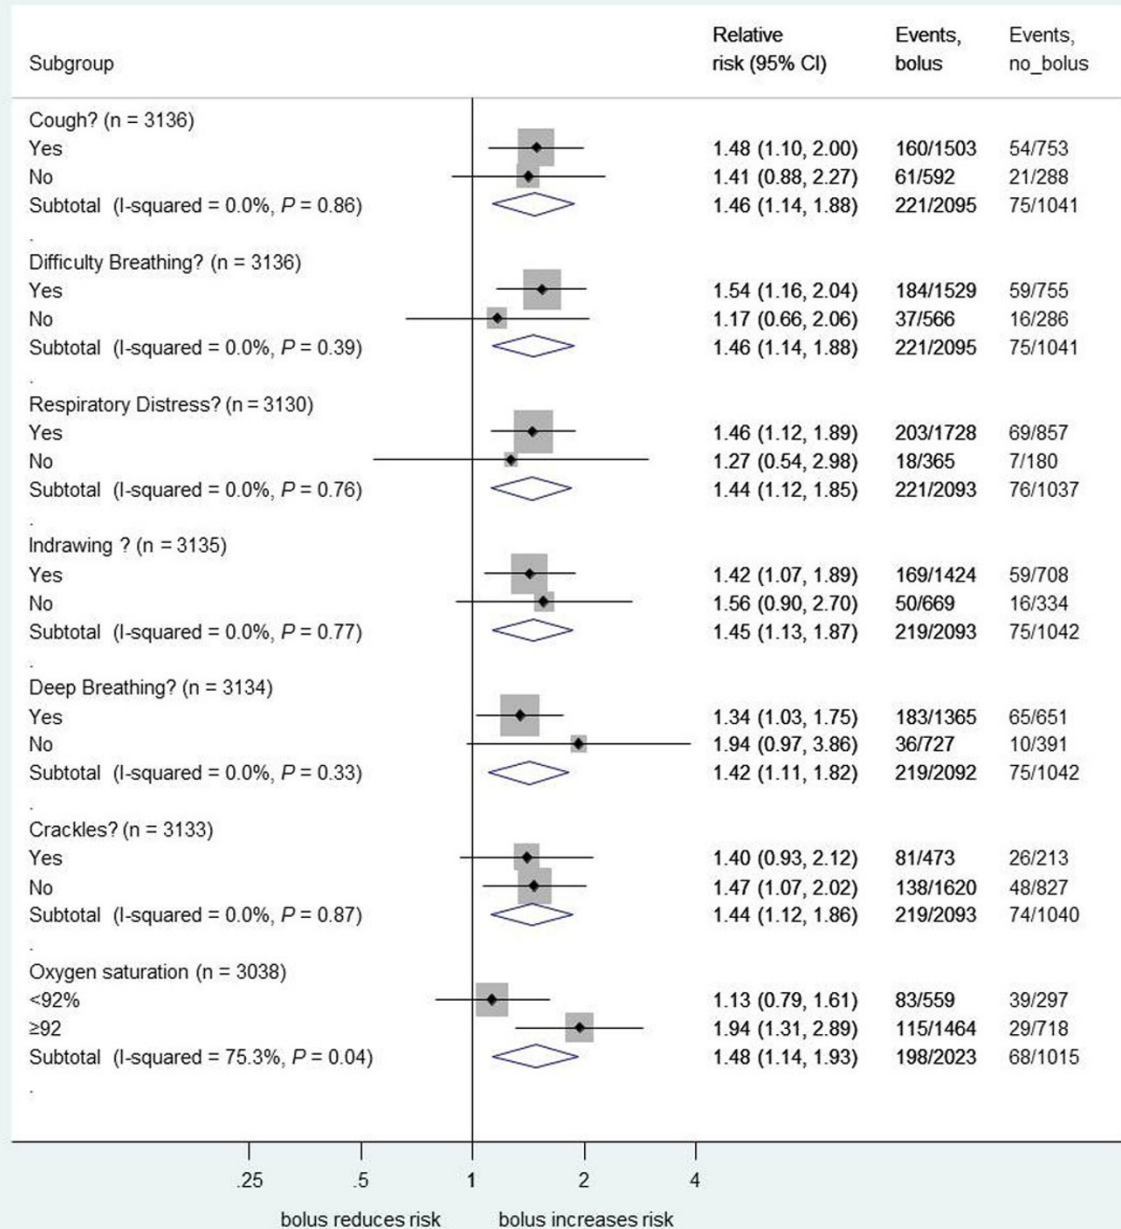 Subgroup Relative risk (95% CI) Events, bolus Events, no_bolus
Cough? (n = 3136)
Yes 1.48 (1.10, 2.00) 160/1503 54/753
No 1.41 (0.88, 2.27) 61/592 21/288
Subtotal (I-squared = 0.0%, P = 0.86) 1.46 (1.14, 1.88) 221/2095 75/1041
.
Difficulty Breathing? (n = 3136)
Yes 1.54 (1.16, 2.04) 184/1529 59/755
No 1.17 (0.66, 2.06) 37/566 16/286
Subtotal (I-squared = 0.0%, P = 0.39) 1.46 (1.14, 1.88) 221/2095 75/1041
.
Respiratory Distress? (n = 3130)
Yes 1.46 (1.12, 1.89) 203/1728 69/857
No 1.27 (0.54, 2.98) 18/365 7/180
Subtotal (I-squared = 0.0%, P = 0.76) 1.44 (1.12, 1.85) 221/2093 76/1037
.
Indrawing ? (n = 3135)
Yes 1.42 (1.07, 1.89) 169/1424 59/708
No 1.56 (0.90, 2.70) 50/669 16/334
Subtotal (I-squared = 0.0%, P = 0.77) 1.45 (1.13, 1.87) 219/2093 75/1042
.
Deep Breathing? (n = 3134)
Yes 1.34 (1.03, 1.75) 183/1365 65/651
No 1.94 (0.97, 3.86) 36/727 10/391
Subtotal (I-squared = 0.0%, P = 0.33) 1.42 (1.11, 1.82) 219/2092 75/1042
.
Crackles? (n = 3133)
Yes 1.40 (0.93, 2.12) 81/473 26/213
No 1.47 (1.07, 2.02) 138/1620 48/827
Subtotal (I-squared = 0.0%, P = 0.87) 1.44 (1.12, 1.86) 219/2093 74/1040
.
Oxygen saturation (n = 3038)
<92% 1.13 (0.79, 1.61) 83/559 39/297
≥92 1.94 (1.31, 2.89) 115/1464 29/718
Subtotal (I-squared = 75.3%, P = 0.04) 1.48 (1.14, 1.93) 198/2023 68/1015
.
.25 .5 1 2 4
bolus reduces risk bolus increases risk